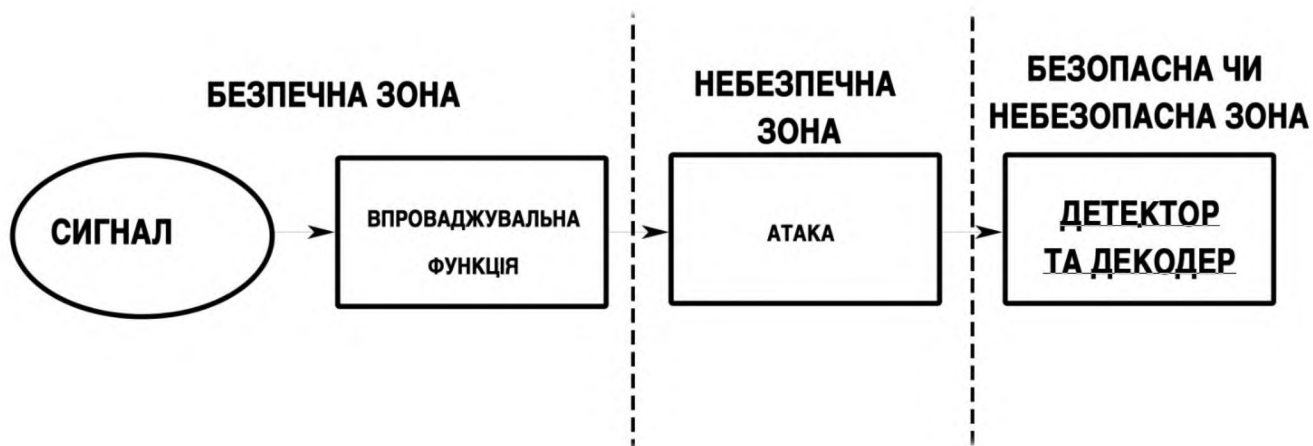 БЕЗПЕЧНА ЗОНА
НЕБЕЗПЕЧНА
ЗОНА
БЕЗОПАСНА ЧИ
НЕБЕЗОПАСНА ЗОНА
СИГНАЛ
ВПРОВАДЖУВАЛЬНА
ФУНКЦІЯ
АТАКА
ДЕТЕКТОР
ТА ДЕКОДЕР